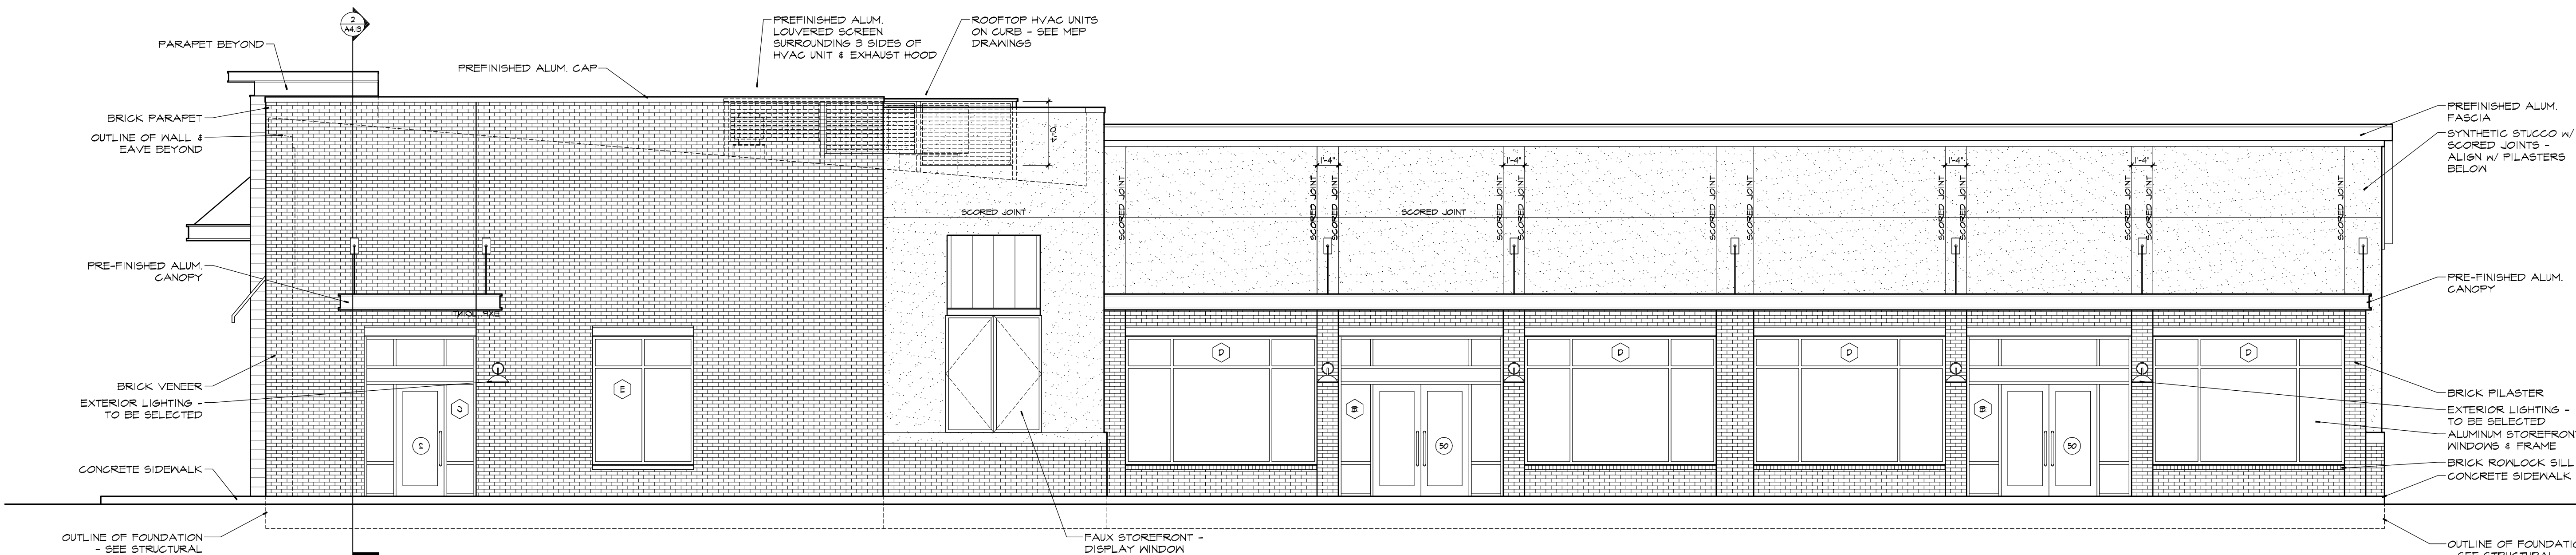 2
A4.13
PARAPET BEYOND
PREFINISHED ALUM. CAP
PREFINISHED ALUM.
LOUVERED SCREEN
SURROUNDING 3 SIDES OF
HVAC UNIT & EXHAUST HOOD
ROOFTOP HVAC UNITS
ON CURB - SEE MEP
DRAWINGS
BRICK PARAPET
OUTLINE OF WALL &
EAVE BEYOND
PRE-FINISHED ALUM.
CANOPY
BRICK VENEER
EXTERIOR LIGHTING -
TO BE SELECTED
CONCRETE SIDEWALK
OUTLINE OF FOUNDATION
- SEE STRUCTURAL
EXP. JOINT
C
2
E
SCORED JOINT
FAUX STOREFRONT -
DISPLAY WINDOW
SCORED JOINT
1'-4"
SCORED JOINT
SCORED JOINT
SCORED JOINT
1'-4"
SCORED JOINT
SCORED JOINT
SCORED JOINT
SCORED JOINT
1'-4"
SCORED JOINT
SCORED JOINT
1'-4"
SCORED JOINT
SCORED JOINT
SCORED JOINT
D
B
50
D
D
B
50
D
PREFINISHED ALUM.
FASCIA
SYNTHETIC STUCCO W/
SCORED JOINTS -
ALIGN W/ PILASTERS
BELOW
PRE-FINISHED ALUM.
CANOPY
BRICK PILASTER
EXTERIOR LIGHTING -
TO BE SELECTED
ALUMINUM STOREFRONT
WINDOWS & FRAME
BRICK ROWLOCK SILL
CONCRETE SIDEWALK
OUTLINE OF